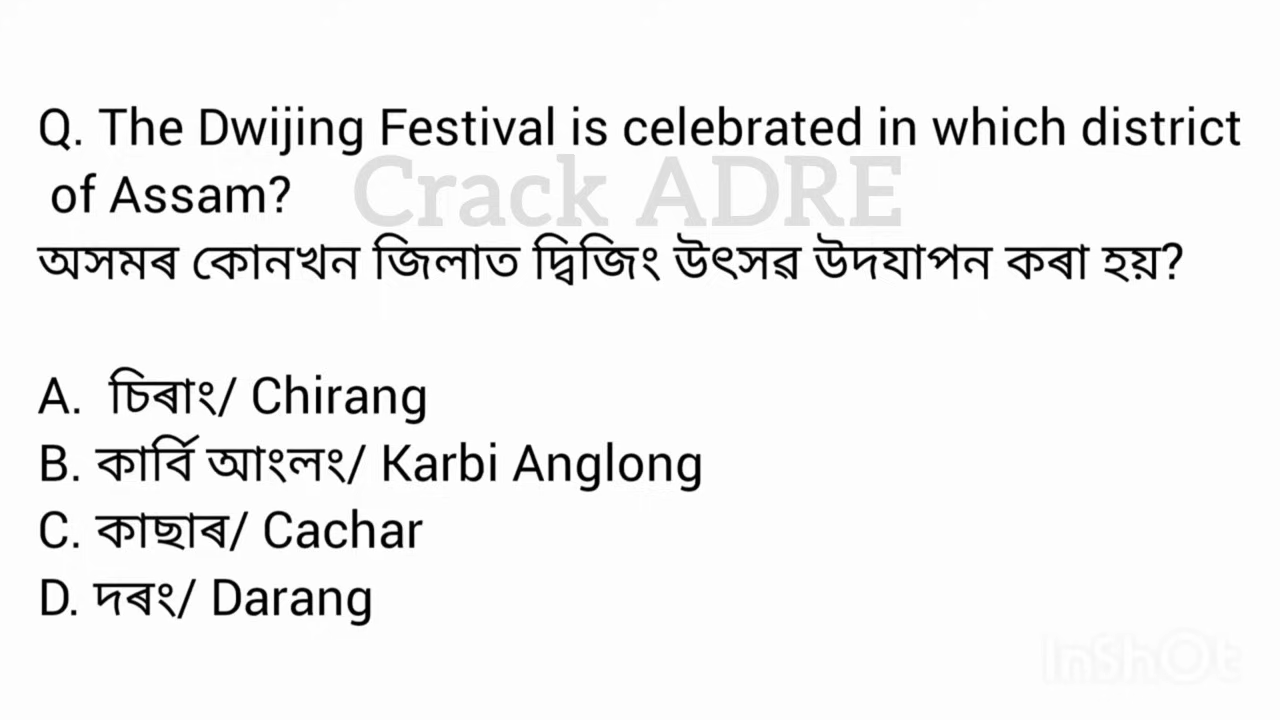 Q. The Dwijing Festival is celebrated in which district
of Assam?
Crack ADRE
অসমৰ কোনখন জিলাত দ্বিজিং উৎসৱ উদযাপন কৰা হয়?
A. চিৰাং/ Chirang
B. কাৰ্বি আংলং/ Karbi Anglong
C. কাছাৰ/ Cachar
D. দৰং/ Darang
InShOt